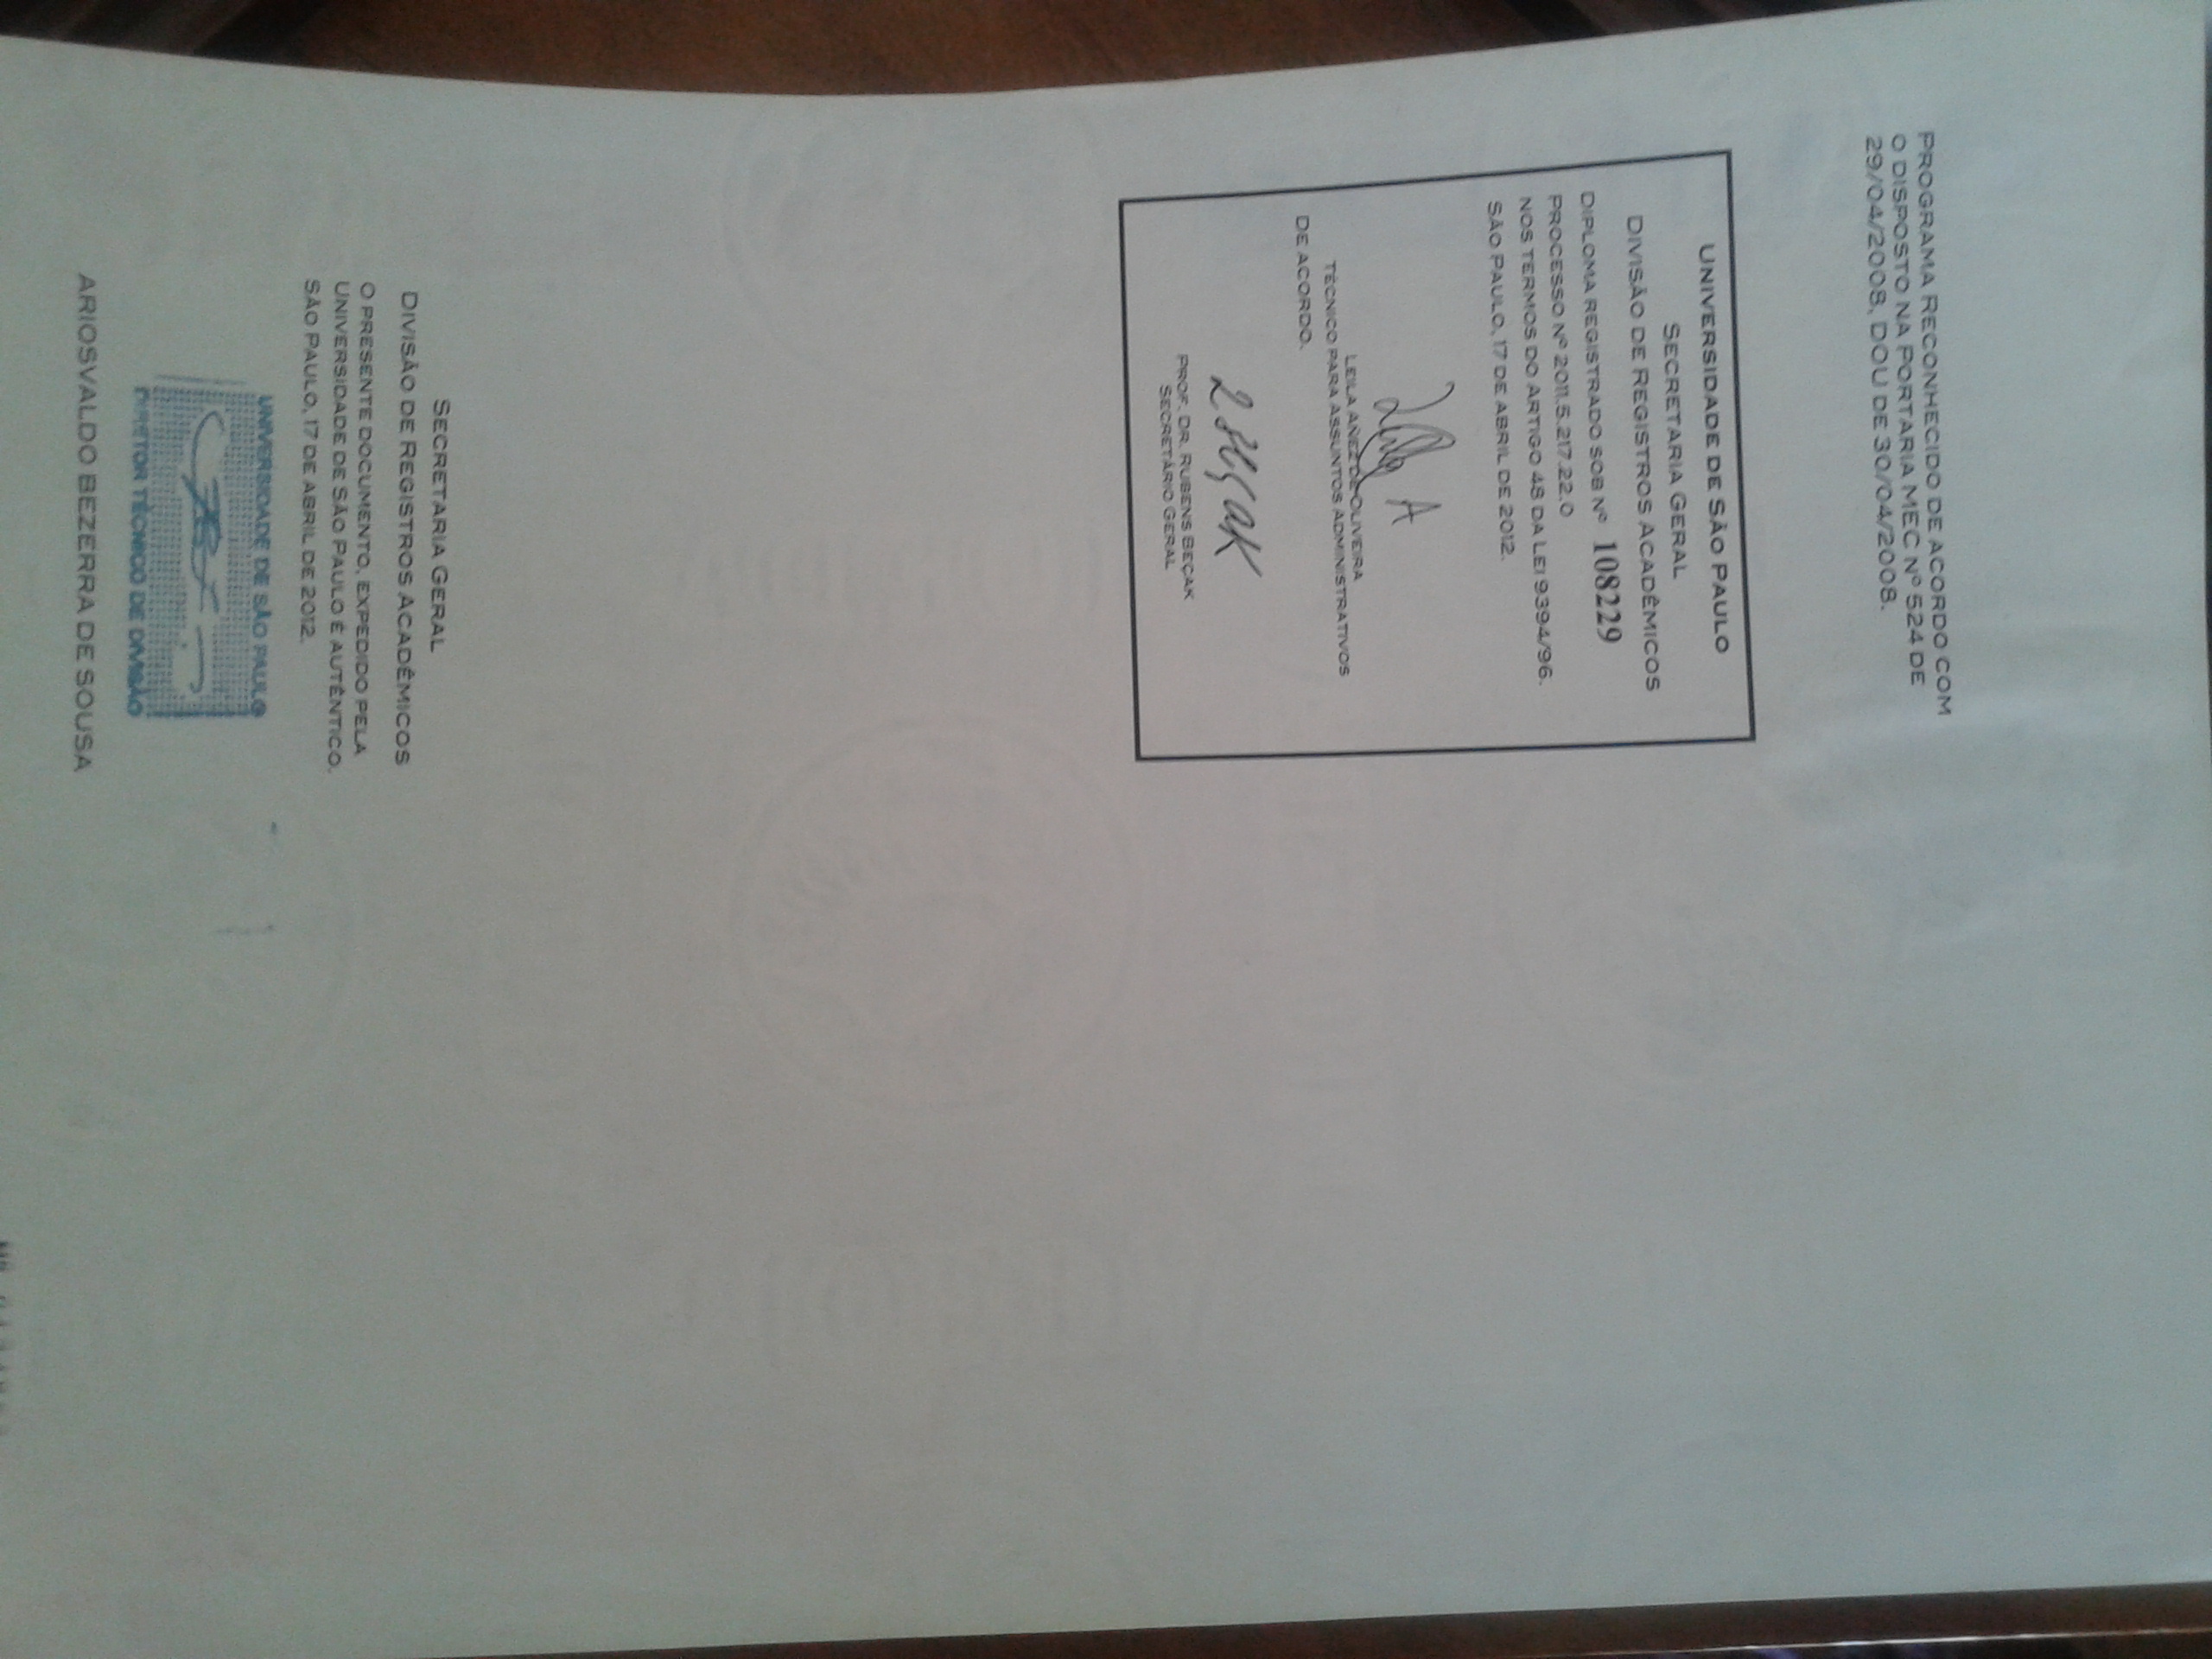 PROGRAMA RECONHECIDO DE ACORDO COM
O DISPOSTO NA PORTARIA MEC Nº 524 DE
29/04/2008, DOU DE 30/04/2008.
UNIVERSIDADE DE SÃO PAULO
SECRETARIA GERAL
DIVISÃO DE REGISTROS ACADÊMICOS
DIPLOMA REGISTRADO SOB Nº 108229
PROCESSO Nº 2011.5.217.22.0
NOS TERMOS DO ARTIGO 48 DA LEI 9394/96.
SÃO PAULO, 17 DE ABRIL DE 2012.
LEILA AÑEZ DE OLIVEIRA
TÉCNICO PARA ASSUNTOS ADMINISTRATIVOS
DE ACORDO.
PROF. DR. RUBENS BEÇAK
SECRETÁRIO GERAL
SECRETARIA GERAL
DIVISÃO DE REGISTROS ACADÊMICOS
O PRESENTE DOCUMENTO, EXPEDIDO PELA
UNIVERSIDADE DE SÃO PAULO É AUTÊNTICO.
SÃO PAULO, 17 DE ABRIL DE 2012.
UNIVERSIDADE DE SÃO PAULO
DIRETOR TÉCNICO DE DIVISÃO
ARIOSVALDO BEZERRA DE SOUSA